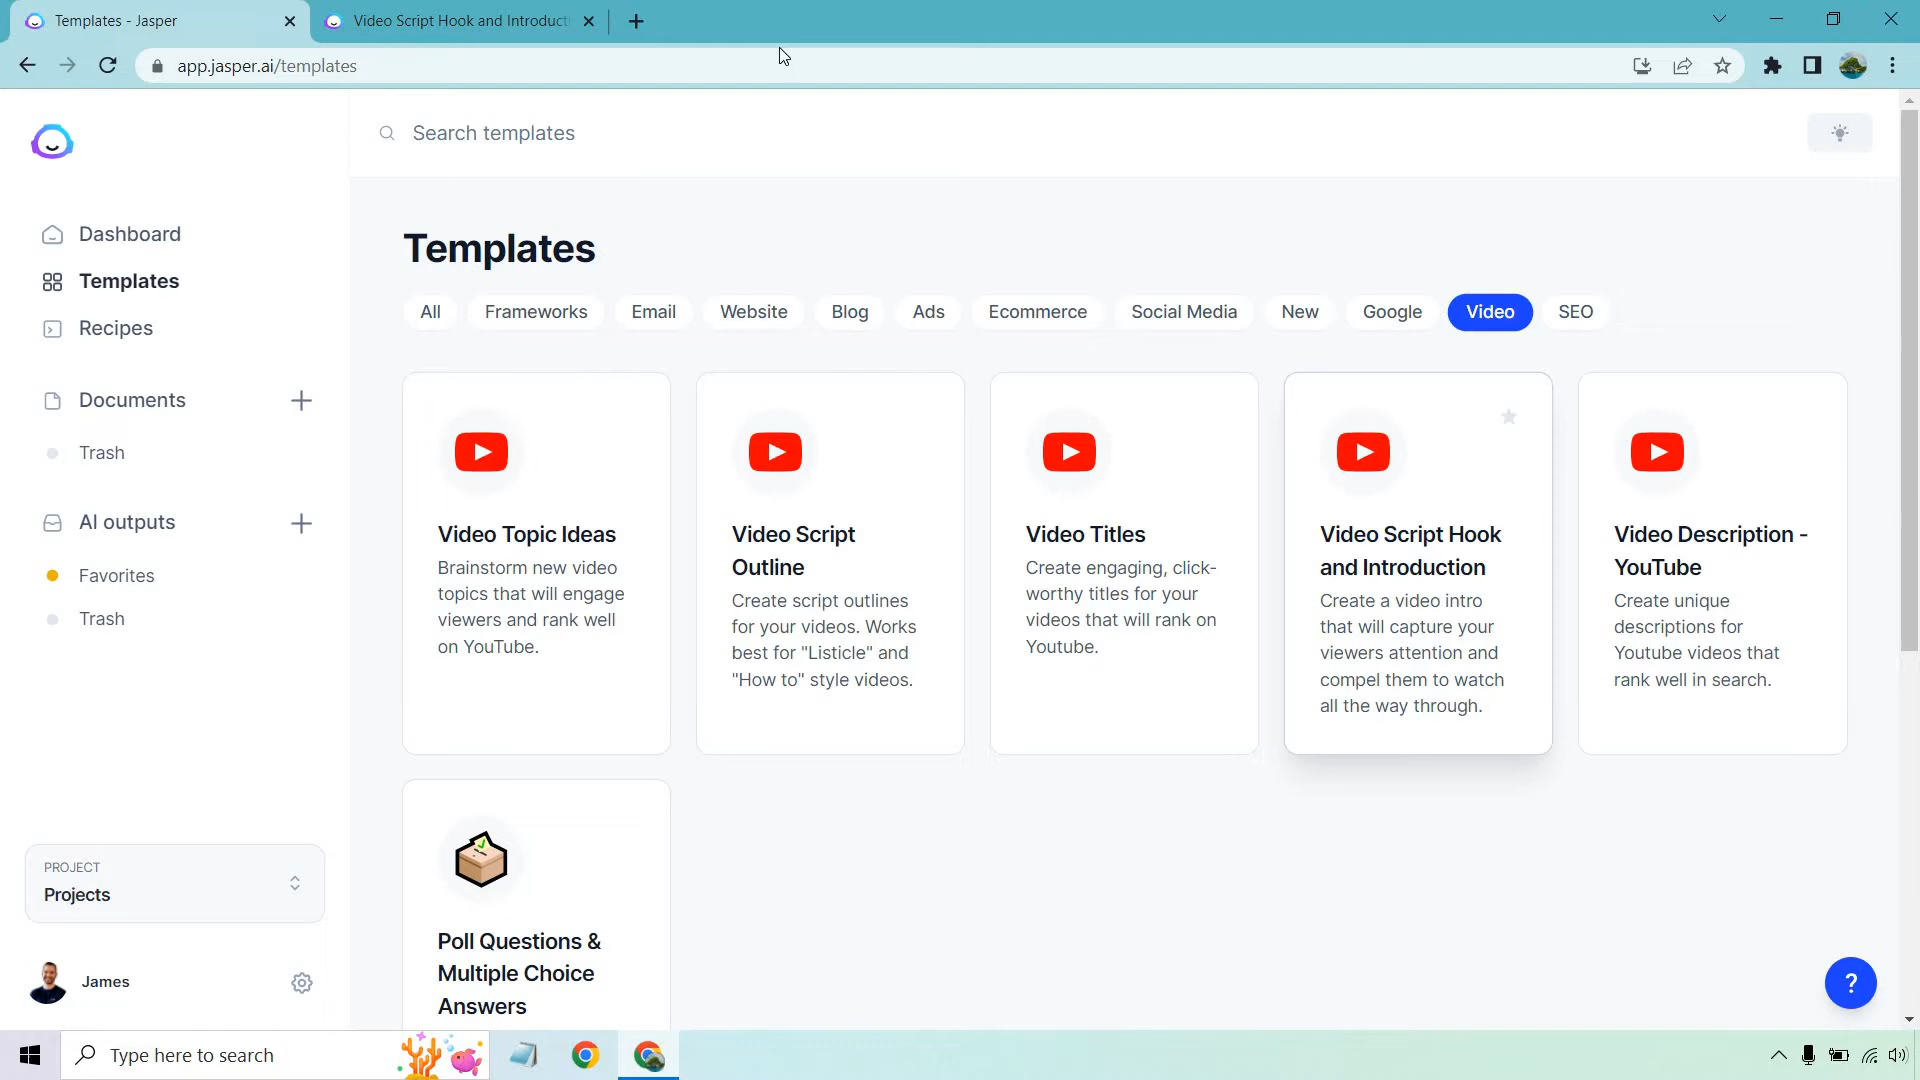 Templates - Jasper
Video Script Hook and Introduct
app.jasper.ai/templates
Search templates
Dashboard
Templates
Recipes
Documents
Trash
AI outputs
Favorites
Trash
PROJECT
Projects
James
Templates
All
Frameworks
Email
Website
Blog
Ads
Ecommerce
Social Media
New
Google
Video
SEO
Video Topic Ideas
Brainstorm new video
topics that will engage
viewers and rank well
on YouTube.
Video Script
Outline
Create script outlines
for your videos. Works
best for "Listicle" and
"How to" style videos.
Video Titles
Create engaging, click-
worthy titles for your
videos that will rank on
Youtube.
Video Script Hook
and Introduction
Create a video intro
that will capture your
viewers attention and
compel them to watch
all the way through.
Video Description -
YouTube
Create unique
descriptions for
Youtube videos that
rank well in search.
Poll Questions &
Multiple Choice
Answers
?
Type here to search